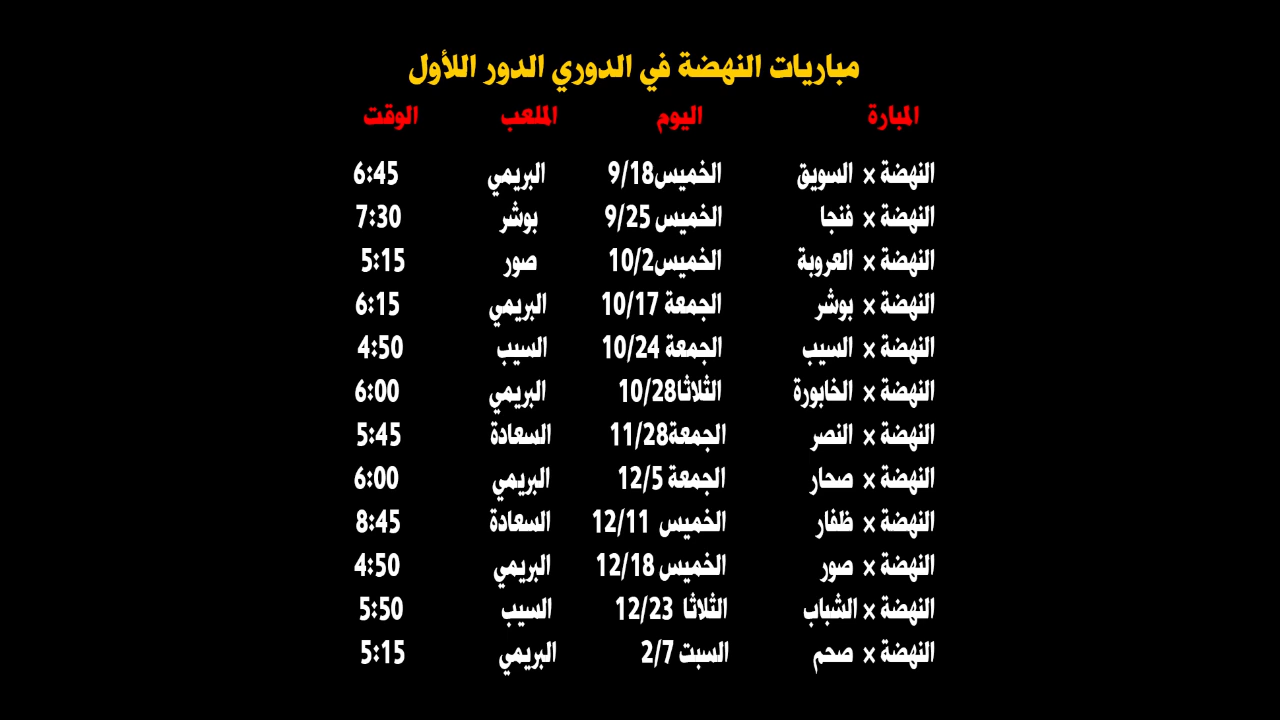 مباريات النهضة في الدوري الدور اللأول
المبارة اليوم الملعب الوقت
النهضة × السويق الخميس9/18 البريمي 6:45
النهضة × فنجا الخميس 9/25 بوشر 7:30
النهضة × العروبة الخميس10/2 صور 5:15
النهضة × بوشر الجمعة 10/17 البريمي 6:15
النهضة × السيب الجمعة 10/24 السيب 4:50
النهضة × الخابورة الثلاثا10/28 البريمي 6:00
النهضة × النصر الجمعة11/28 السعادة 5:45
النهضة × صحار الجمعة 12/5 البريمي 6:00
النهضة × ظفار الخميس 12/11 السعادة 8:45
النهضة × صور الخميس 12/18 البريمي 4:50
النهضة × الشباب الثلاثا 12/23 السيب 5:50
النهضة × صحم السبت 2/7 البريمي 5:15